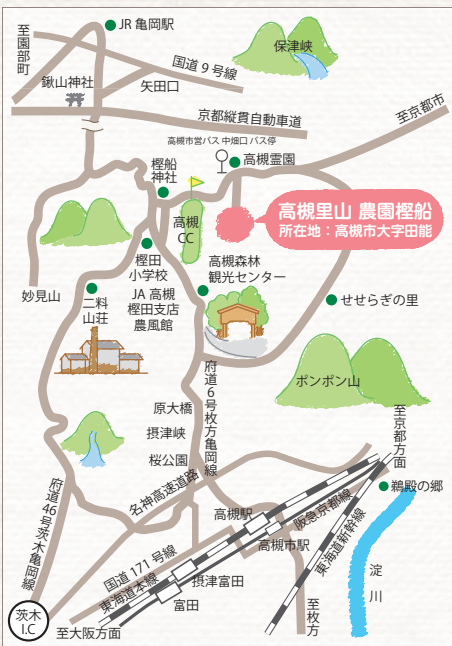 至園部町
JR 亀岡駅
保津峡
国道9号線
鍬山神社
矢田口
京都縦貫自動車道
至京都市
高槻市営バス 中畑口 バス停
高槻霊園
樫船
神社
高槻
CC
高槻里山 農園樫船
所在地：高槻市大字田能
樫田
小学校
高槻森林
観光センター
妙見山
二料
山荘
JA 高槻
樫田支店
農風館
せせらぎの里
ポンポン山
府道6号枚方亀岡線
原大橋
摂津峡
桜公園
至京都方面
名神高速道路
府道46号茨木亀岡線
鵜殿の郷
高槻駅
阪急京都線
高槻市駅
東海道新幹線
国道 171 号線
東海道本線
摂津富田
富田
淀川
茨木
I.C
至大阪方面
至枚方